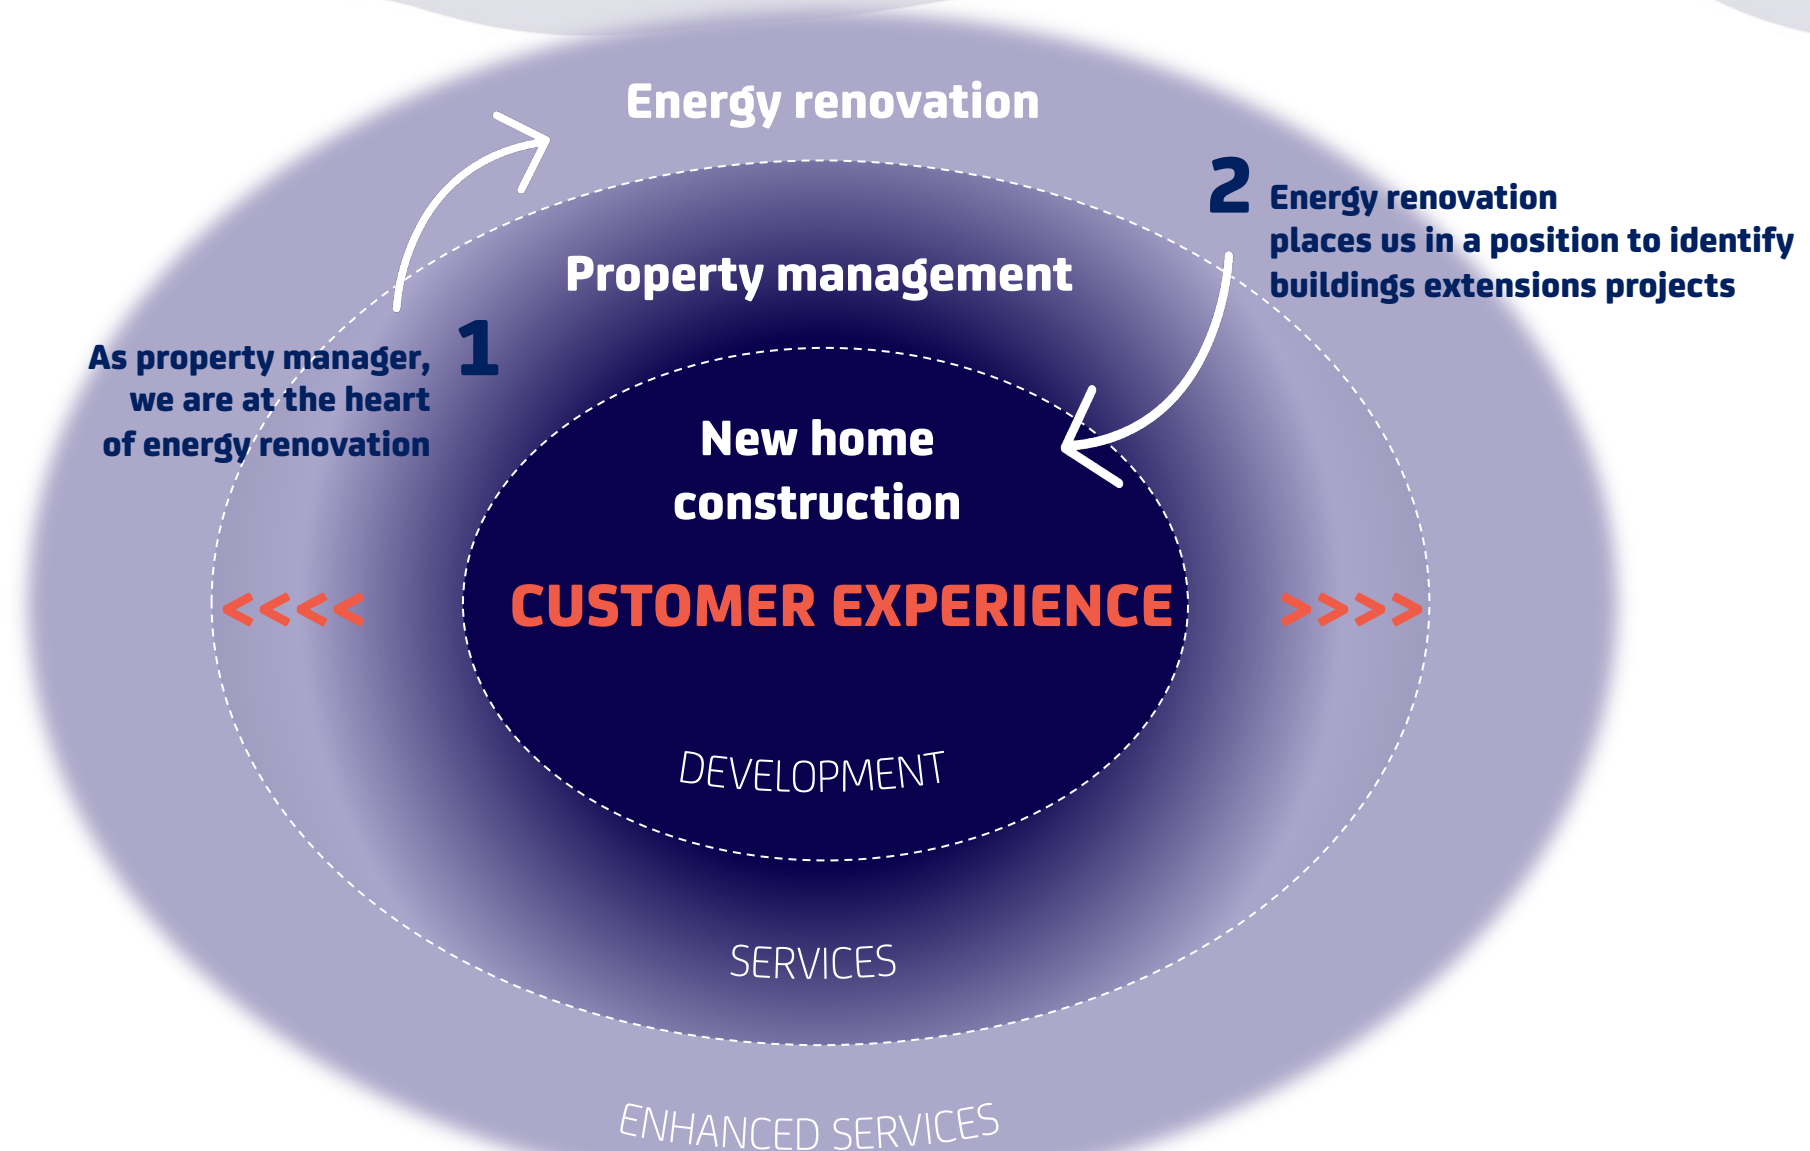 Energy renovation
2
Energy renovation
places us in a position to identify
buildings extensions projects
Property management
1
As property manager,
we are at the heart
of energy renovation
New home
construction
<<<< CUSTOMER EXPERIENCE >>>>
DEVELOPMENT
SERVICES
ENHANCED SERVICES